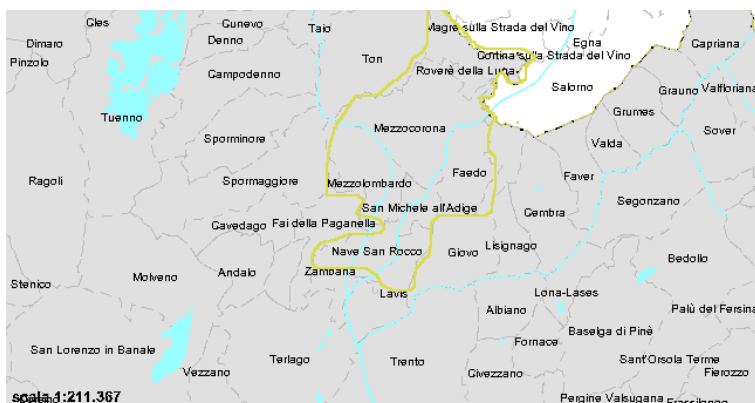 Cles
Cunevo
Taio
Magrè sulla Strada del Vino
Dimaro
Denno
Ton
Egna
Capriana
Pinzolo
Cortina sulla Strada del Vino
Campodenno
Roverè della Luna
Salorno
Grauno
Valfloriana
Tuenno
Mezzocorona
Grumes
Sporminore
Valda
Sover
Ragoli
Spormaggiore
Mezzolombardo
Faedo
Faver
Segonzano
San Michele all'Adige
Cembra
Cavedago
Fai della Paganella
Nave San Rocco
Giovo
Lisignago
Bedollo
Stenico
Molveno
Andalo
Zambana
Lavis
Lona-Lases
Albiano
Palù del Fersina
Baselga di Pinè
San Lorenzo in Banale
Terlago
Trento
Fornace
Sant'Orsola Terme
Vezzano
Civezzano
Fierozzo
scala 1:211.367
Pergine Valsugana